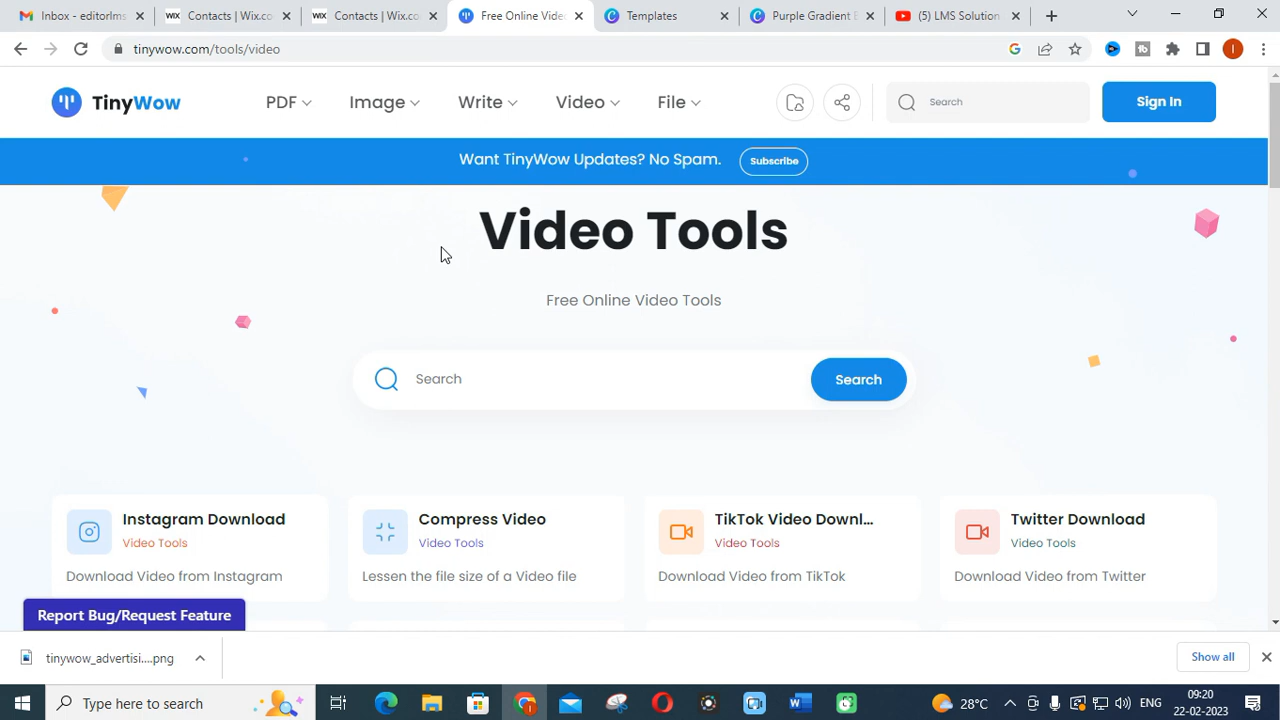 Inbox - editorlms
WIX Contacts | Wix.co
WIX Contacts | Wix.co
Free Online Vide
Templates
Purple Gradient B
(5) LMS Solution
tinywow.com/tools/video
I
TinyWow
PDF
Image
Write
Video
File
Search
Sign In
Want TinyWow Updates? No Spam.
Subscribe
Video Tools
Free Online Video Tools
Search
Search
Instagram Download
Video Tools
Download Video from Instagram
Compress Video
Video Tools
Lessen the file size of a Video file
TikTok Video Downl...
Video Tools
Download Video from TikTok
Twitter Download
Video Tools
Download Video from Twitter
Report Bug/Request Feature
tinywow_advertisi....png
Show all
Type here to search
28°C
ENG
09:20
22-02-2023